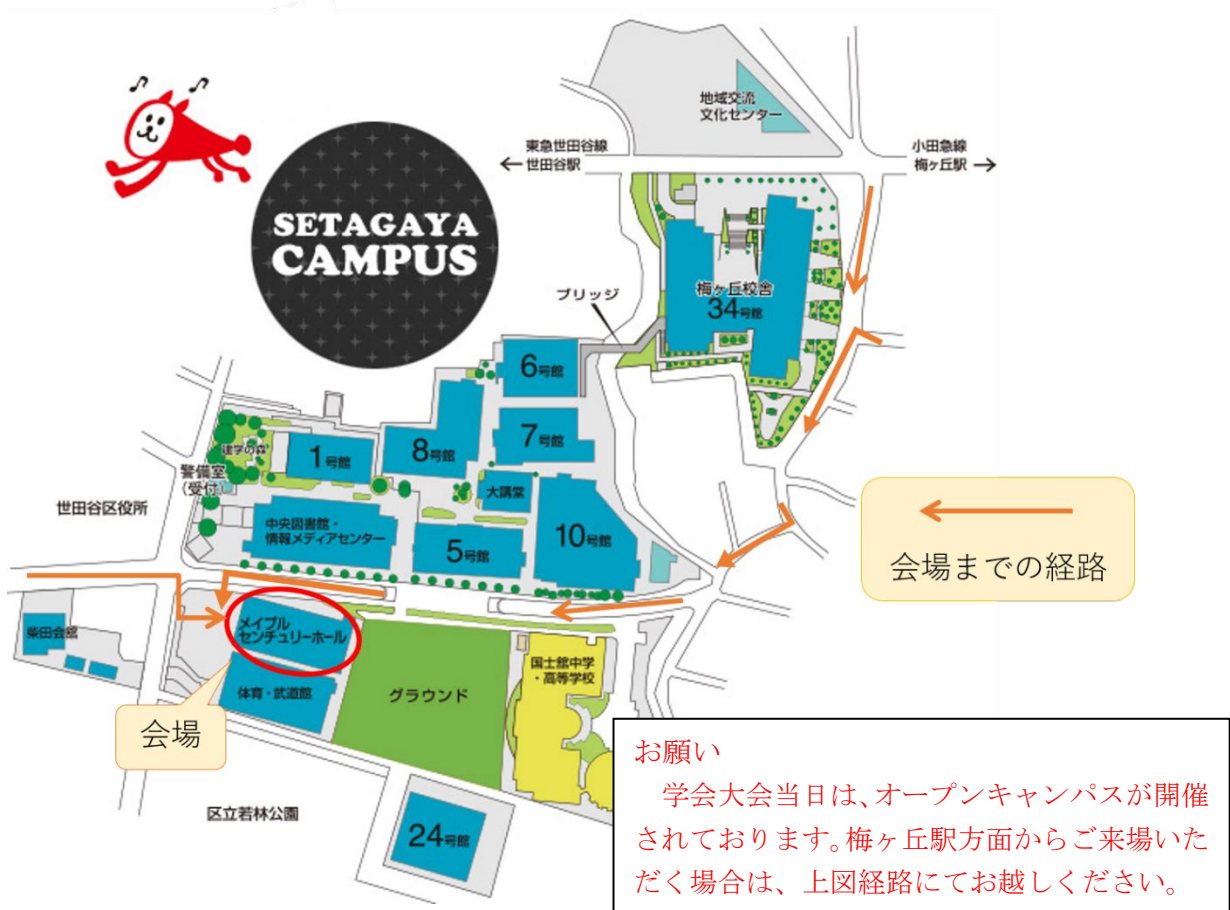 地域交流
文化センター
東急世田谷線
←世田谷駅
小田急線
梅ヶ丘駅→
SETAGAYA
CAMPUS
梅ヶ丘校舎
34号館
ブリッジ
6号館
7号館
8号館
1号館
建学の森
警備室
(受付)
大講堂
世田谷区役所
中央図書館・
情報メディアセンター
5号館
10号館
会場までの経路
メイプル
センチュリーホール
柴田会舘
国士舘中学
・高等学校
体育・武道館
グラウンド
会場
区立若林公園
24号館
お願い
学会大会当日は、オープンキャンパスが開催
されております。梅ヶ丘駅方面からご来場いた
だく場合は、上図経路にてお越しください。